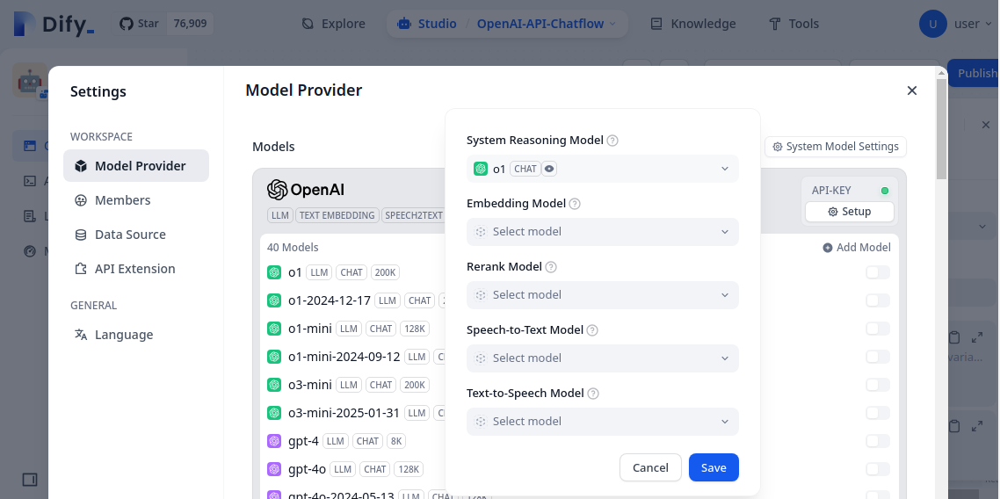 Dify_
Star 76,909
Explore
Studio / OpenAI-API-Chatflow
Knowledge
Tools
U user
Publish
Settings
WORKSPACE
Model Provider
Members
Data Source
API Extension
GENERAL
Language
Model Provider
Models
System Model Settings
OpenAI
LLM TEXT EMBEDDING SPEECH2TEXT
API-KEY
Setup
40 Models
Add Model
o1 LLM CHAT 200K
o1-2024-12-17 LLM CHAT
o1-mini LLM CHAT 128K
o1-mini-2024-09-12 LLM
o3-mini LLM CHAT 200K
o3-mini-2025-01-31 LLM
gpt-4 LLM CHAT 8K
gpt-4o LLM CHAT 128K
gpt-4o-2024-05-13 LLM CHAT 128K
System Reasoning Model
o1 CHAT
Embedding Model
Select model
Rerank Model
Select model
Speech-to-Text Model
Select model
Text-to-Speech Model
Select model
Cancel
Save
varia...